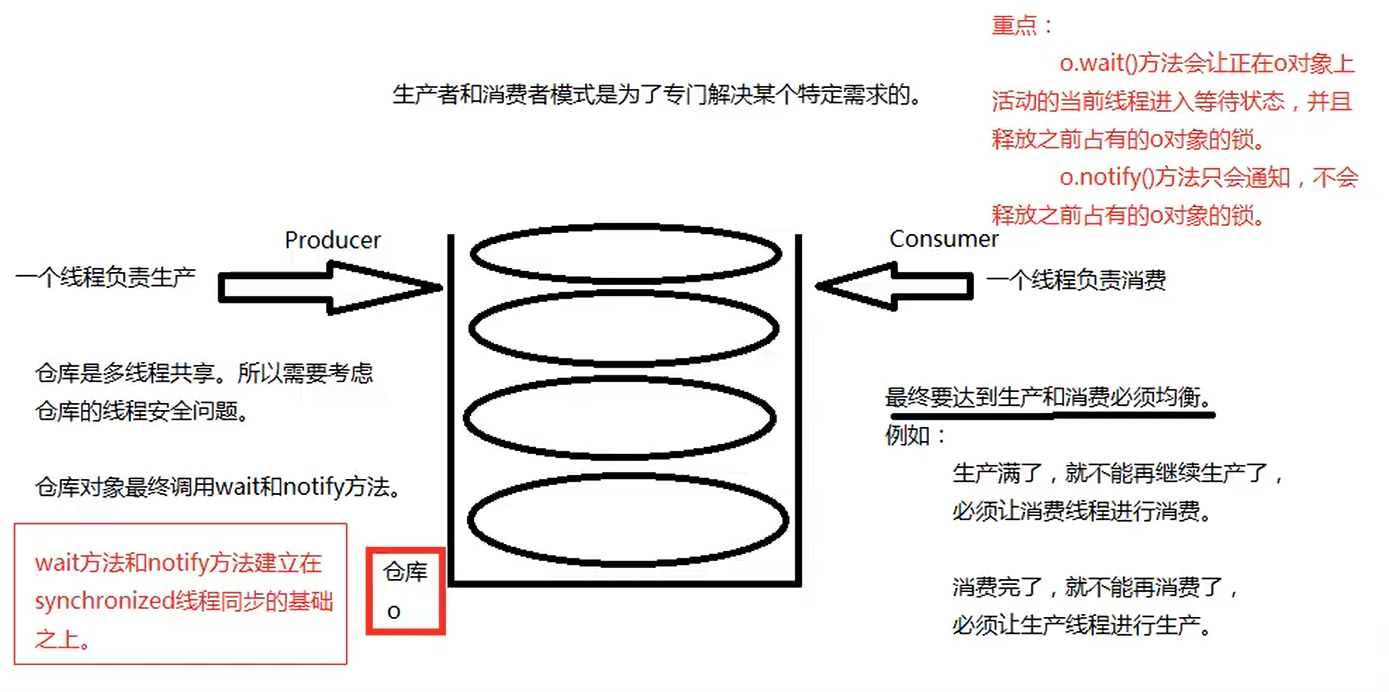 重点：
o.wait()方法会让正在o对象上
活动的当前线程进入等待状态，并且
释放之前占有的o对象的锁。
o.notify()方法只会通知，不会
释放之前占有的o对象的锁。
生产者和消费者模式是为了专门解决某个特定需求的。
Producer
Consumer
一个线程负责生产
一个线程负责消费
仓库是多线程共享。所以需要考虑
仓库的线程安全问题。
仓库对象最终调用wait和notify方法。
wait方法和notify方法建立在
synchronized线程同步的基础
之上。
仓库
o
最终要达到生产和消费必须均衡。
例如：
生产满了，就不能再继续生产了，
必须让消费线程进行消费。
消费完了，就不能再消费了，
必须让生产线程进行生产。